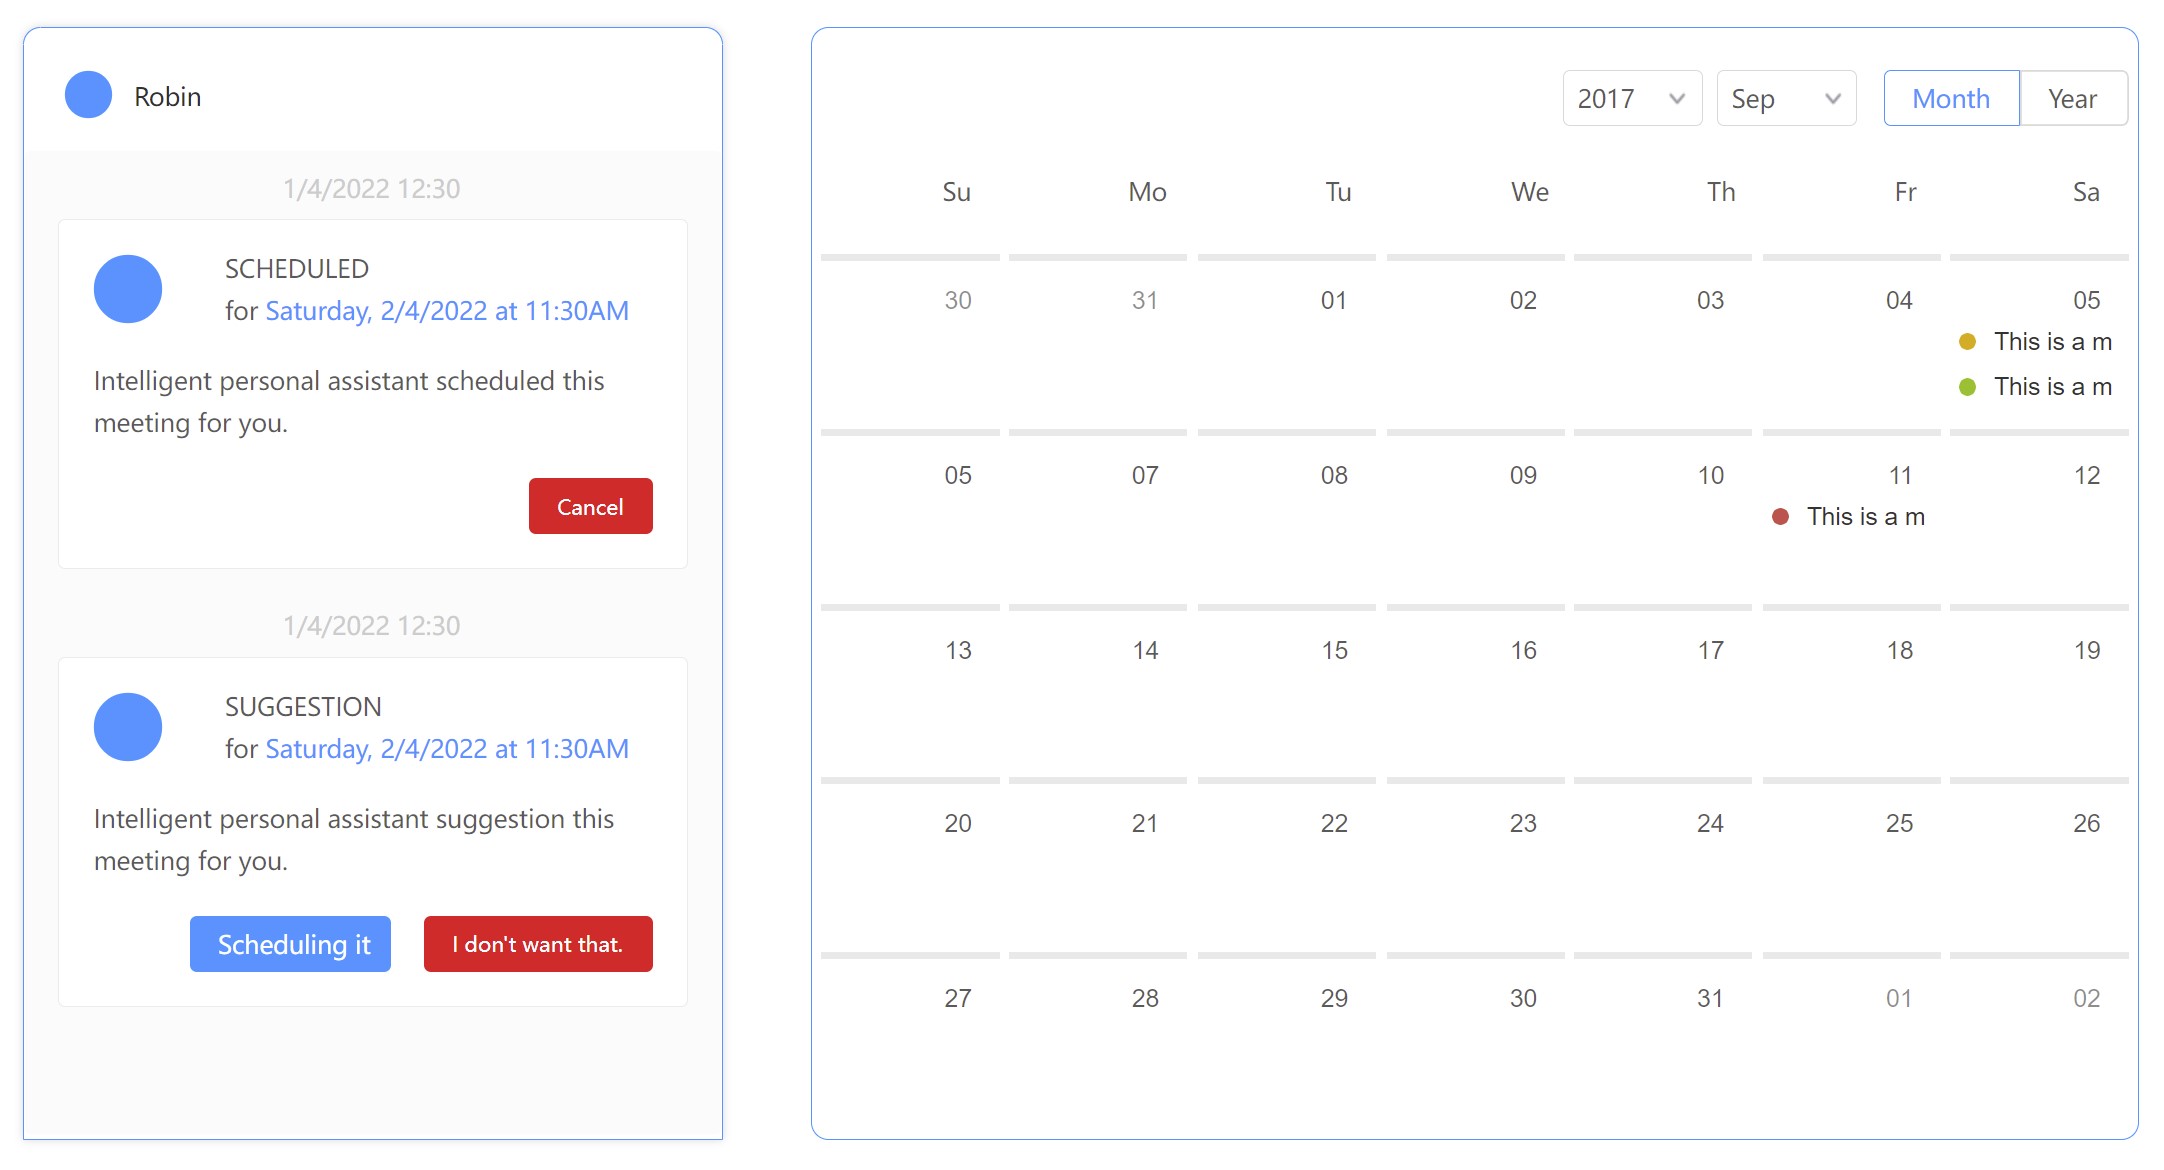 Robin
1/4/2022 12:30
SCHEDULED
for Saturday, 2/4/2022 at 11:30AM
Intelligent personal assistant scheduled this
meeting for you.
Cancel
1/4/2022 12:30
SUGGESTION
for Saturday, 2/4/2022 at 11:30AM
Intelligent personal assistant suggestion this
meeting for you.
Scheduling it I don't want that.
2017 Sep Month Year
Su Mo Tu We Th Fr Sa
30 31 01 02 03 04 05
This is a m
This is a m
05 07 08 09 10 11 12
This is a m
13 14 15 16 17 18 19
20 21 22 23 24 25 26
27 28 29 30 31 01 02